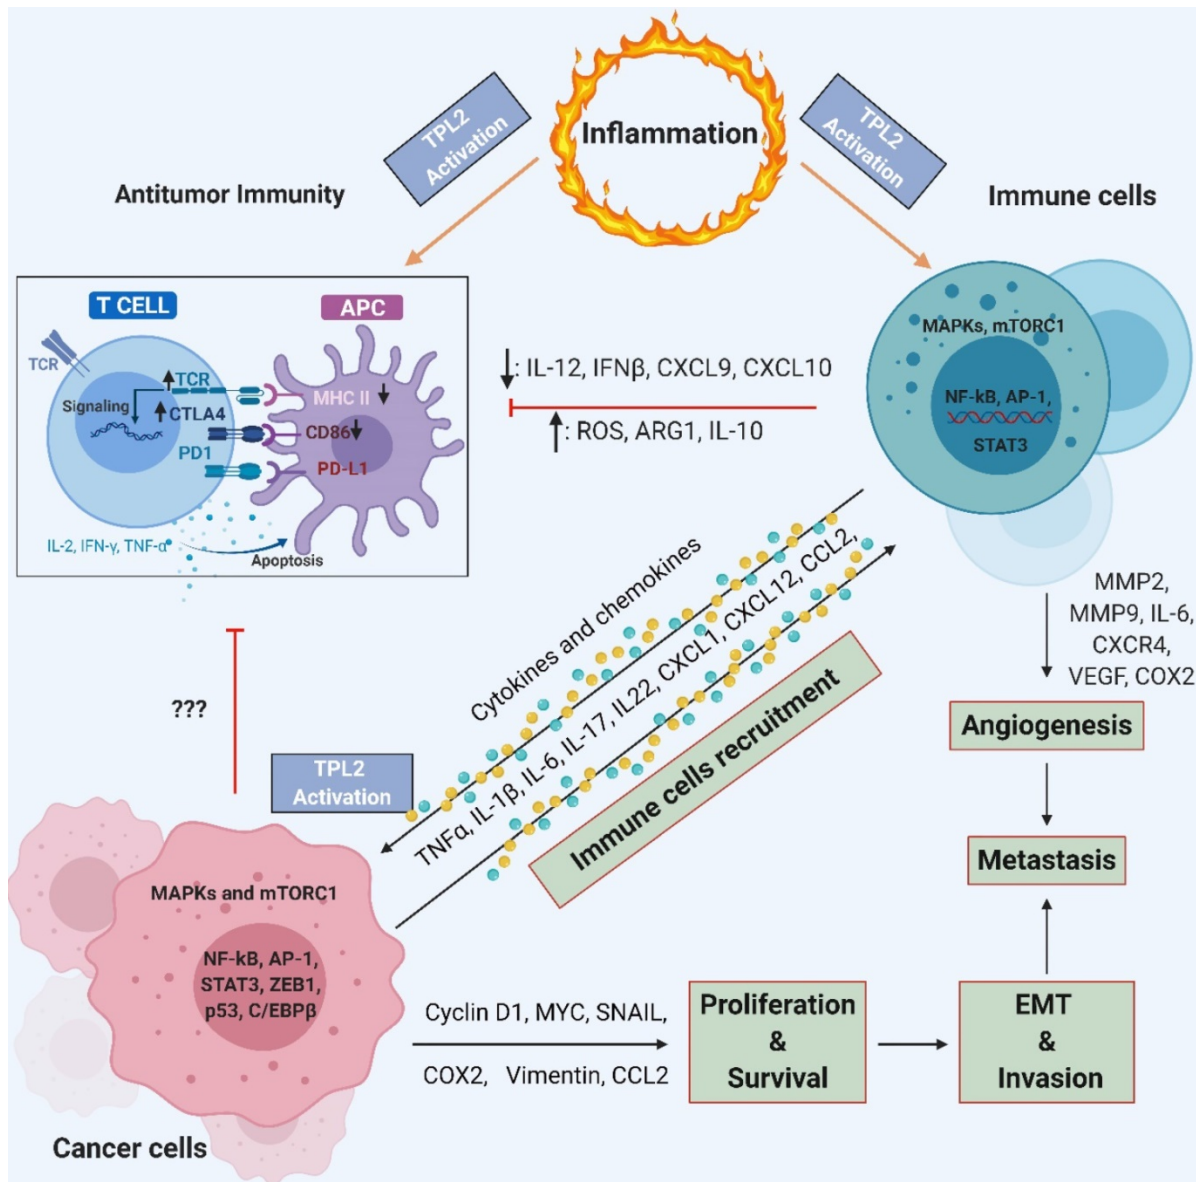 Inflammation
TPL2
Activation
TPL2
Activation
Antitumor Immunity
Immune cells
T CELL
APC
TCR
TCR
Signaling
CTLA4
PD1
MHC II
CD86
PD-L1
IL-2, IFN-γ, TNF-α
Apoptosis
: IL-12, IFNβ, CXCL9, CXCL10
: ROS, ARG1, IL-10
MAPKs, mTORC1
NF-kB, AP-1,
STAT3
Cytokines and chemokines
TNFα, IL-1β, IL-6, IL-17, IL22, CXCL1, CXCL12, CCL2,
Immune cells recruitment
MMP2,
MMP9, IL-6,
CXCR4,
VEGF, COX2
Angiogenesis
Metastasis
???
TPL2
Activation
MAPKs and mTORC1
NF-kB, AP-1,
STAT3, ZEB1,
p53, C/EBPβ
Cancer cells
Cyclin D1, MYC, SNAIL,
COX2, Vimentin, CCL2
Proliferation
&
Survival
EMT
&
Invasion